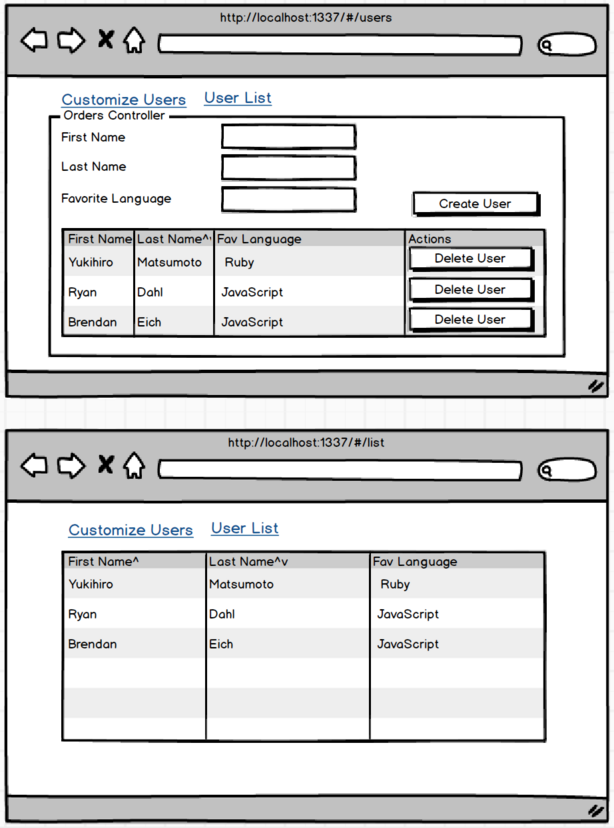 http://localhost:1337/#/users
Customize Users User List
Orders Controller
First Name
Last Name
Favorite Language
Create User
First Name Last Name^ Fav Language Actions
Yukihiro Matsumoto Ruby Delete User
Ryan Dahl JavaScript Delete User
Brendan Eich JavaScript Delete User
http://localhost:1337/#/list
Customize Users User List
First Name^ Last Name^v Fav Language
Yukihiro Matsumoto Ruby
Ryan Dahl JavaScript
Brendan Eich JavaScript